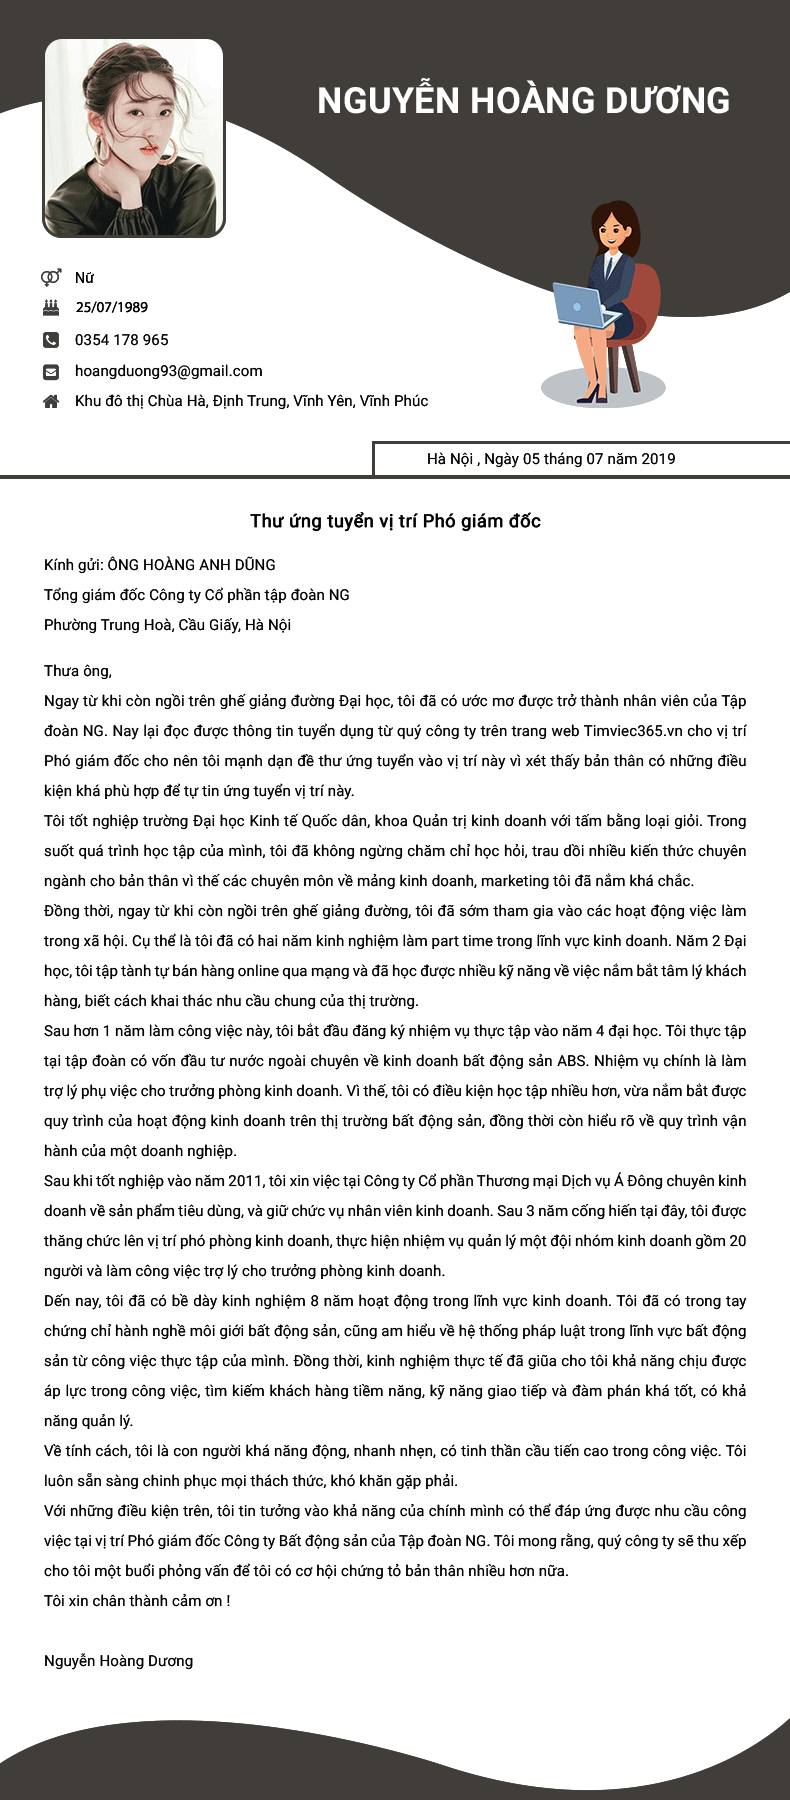 NGUYỄN HOÀNG DƯƠNG
Nữ
25/07/1989
0354 178 965
hoangduong93@gmail.com
Khu đô thị Chùa Hà, Định Trung, Vĩnh Yên, Vĩnh Phúc
Hà Nội , Ngày 05 tháng 07 năm 2019
Thư ứng tuyển vị trí Phó giám đốc
Kính gửi: ÔNG HOÀNG ANH DŨNG
Tổng giám đốc Công ty Cổ phần tập đoàn NG
Phường Trung Hoà, Cầu Giấy, Hà Nội
Thưa ông,
Ngay từ khi còn ngồi trên ghế giảng đường Đại học, tôi đã có ước mơ được trở thành nhân viên của Tập
đoàn NG. Nay lại đọc được thông tin tuyển dụng từ quý công ty trên trang web Timviec365.vn cho vị trí
Phó giám đốc cho nên tôi mạnh dạn đề thư ứng tuyển vào vị trí này vì xét thấy bản thân có những điều
kiện khá phù hợp để tự tin ứng tuyển vị trí này.
Tôi tốt nghiệp trường Đại học Kinh tế Quốc dân, khoa Quản trị kinh doanh với tấm bằng loại giỏi. Trong
suốt quá trình học tập của mình, tôi đã không ngừng chăm chỉ học hỏi, trau dồi nhiều kiến thức chuyên
ngành cho bản thân vì thế các chuyên môn về mảng kinh doanh, marketing tôi đã nắm khá chắc.
Đồng thời, ngay từ khi còn ngồi trên ghế giảng đường, tôi đã sớm tham gia vào các hoạt động việc làm
trong xã hội. Cụ thể là tôi đã có hai năm kinh nghiệm làm part time trong lĩnh vực kinh doanh. Năm 2 Đại
học, tôi tập tành tự bán hàng online qua mạng và đã học được nhiều kỹ năng về việc nắm bắt tâm lý khách
hàng, biết cách khai thác nhu cầu chung của thị trường.
Sau hơn 1 năm làm công việc này, tôi bắt đầu đăng ký nhiệm vụ thực tập vào năm 4 đại học. Tôi thực tập
tại tập đoàn có vốn đầu tư nước ngoài chuyên về kinh doanh bất động sản ABS. Nhiệm vụ chính là làm
trợ lý phụ việc cho trưởng phòng kinh doanh. Vì thế, tôi có điều kiện học tập nhiều hơn, vừa nắm bắt được
quy trình của hoạt động kinh doanh trên thị trường bất động sản, đồng thời còn hiểu rõ về quy trình vận
hành của một doanh nghiệp.
Sau khi tốt nghiệp vào năm 2011, tôi xin việc tại Công ty Cổ phần Thương mại Dịch vụ Á Đông chuyên kinh
doanh về sản phẩm tiêu dùng, và giữ chức vụ nhân viên kinh doanh. Sau 3 năm cống hiến tại đây, tôi được
thăng chức lên vị trí phó phòng kinh doanh, thực hiện nhiệm vụ quản lý một đội nhóm kinh doanh gồm 20
người và làm công việc trợ lý cho trưởng phòng kinh doanh.
Dến nay, tôi đã có bề dày kinh nghiệm 8 năm hoạt động trong lĩnh vực kinh doanh. Tôi đã có trong tay
chứng chỉ hành nghề môi giới bất động sản, cũng am hiểu về hệ thống pháp luật trong lĩnh vực bất động
sản từ công việc thực tập của mình. Đồng thời, kinh nghiệm thực tế đã giũa cho tôi khả năng chịu được
áp lực trong công việc, tìm kiếm khách hàng tiềm năng, kỹ năng giao tiếp và đàm phán khá tốt, có khả
năng quản lý.
Về tính cách, tôi là con người khá năng động, nhanh nhẹn, có tinh thần cầu tiến cao trong công việc. Tôi
luôn sẵn sàng chinh phục mọi thách thức, khó khăn gặp phải.
Với những điều kiện trên, tôi tin tưởng vào khả năng của chính mình có thể đáp ứng được nhu cầu công
việc tại vị trí Phó giám đốc Công ty Bất động sản của Tập đoàn NG. Tôi mong rằng, quý công ty sẽ thu xếp
cho tôi một buổi phỏng vấn để tôi có cơ hội chứng tỏ bản thân nhiều hơn nữa.
Tôi xin chân thành cảm ơn !
Nguyễn Hoàng Dương